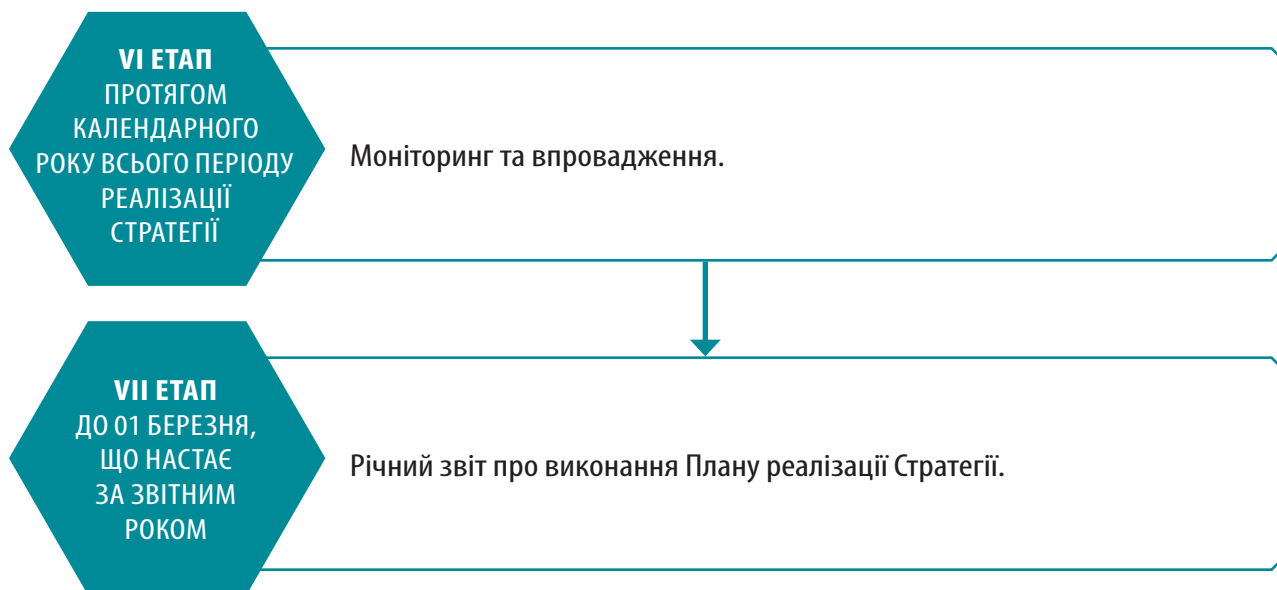 VI ЕТАП
ПРОТЯГОМ
КАЛЕНДАРНОГО
РОКУ ВСЬОГО ПЕРІОДУ
РЕАЛІЗАЦІЇ
СТРАТЕГІЇ
Моніторинг та впровадження.
VII ЕТАП
ДО 01 БЕРЕЗНЯ,
ЩО НАСТАЄ
ЗА ЗВІТНИМ
РОКОМ
Річний звіт про виконання Плану реалізації Стратегії.